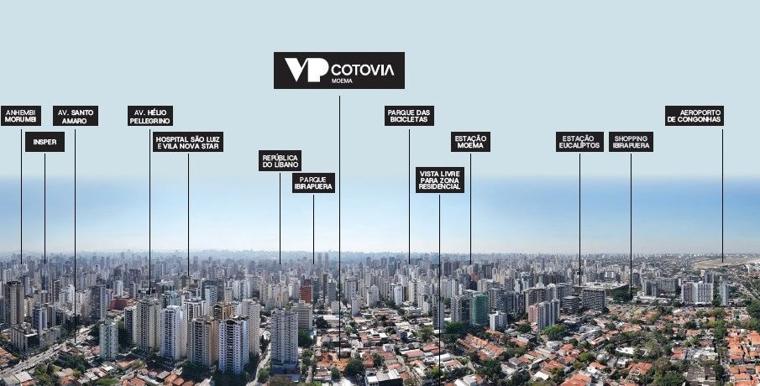 VP COTOVIA
MOEMA
ANHEMBI
MORUMBI
INSPER
AV. SANTO
AMARO
AV. HÉLIO
PELLEGRINO
HOSPITAL SÃO LUIZ
E VILA NOVA STAR
REPÚBLICA
DO LÍBANO
PARQUE
IBIRAPUERA
PARQUE DAS
BICICLETAS
VISTA LIVRE
PARA ZONA
RESIDENCIAL
ESTAÇÃO
MOEMA
ESTAÇÃO
EUCALÍPTOS
SHOPPING
IBIRAPUERA
AEROPORTO
DE CONGONHAS